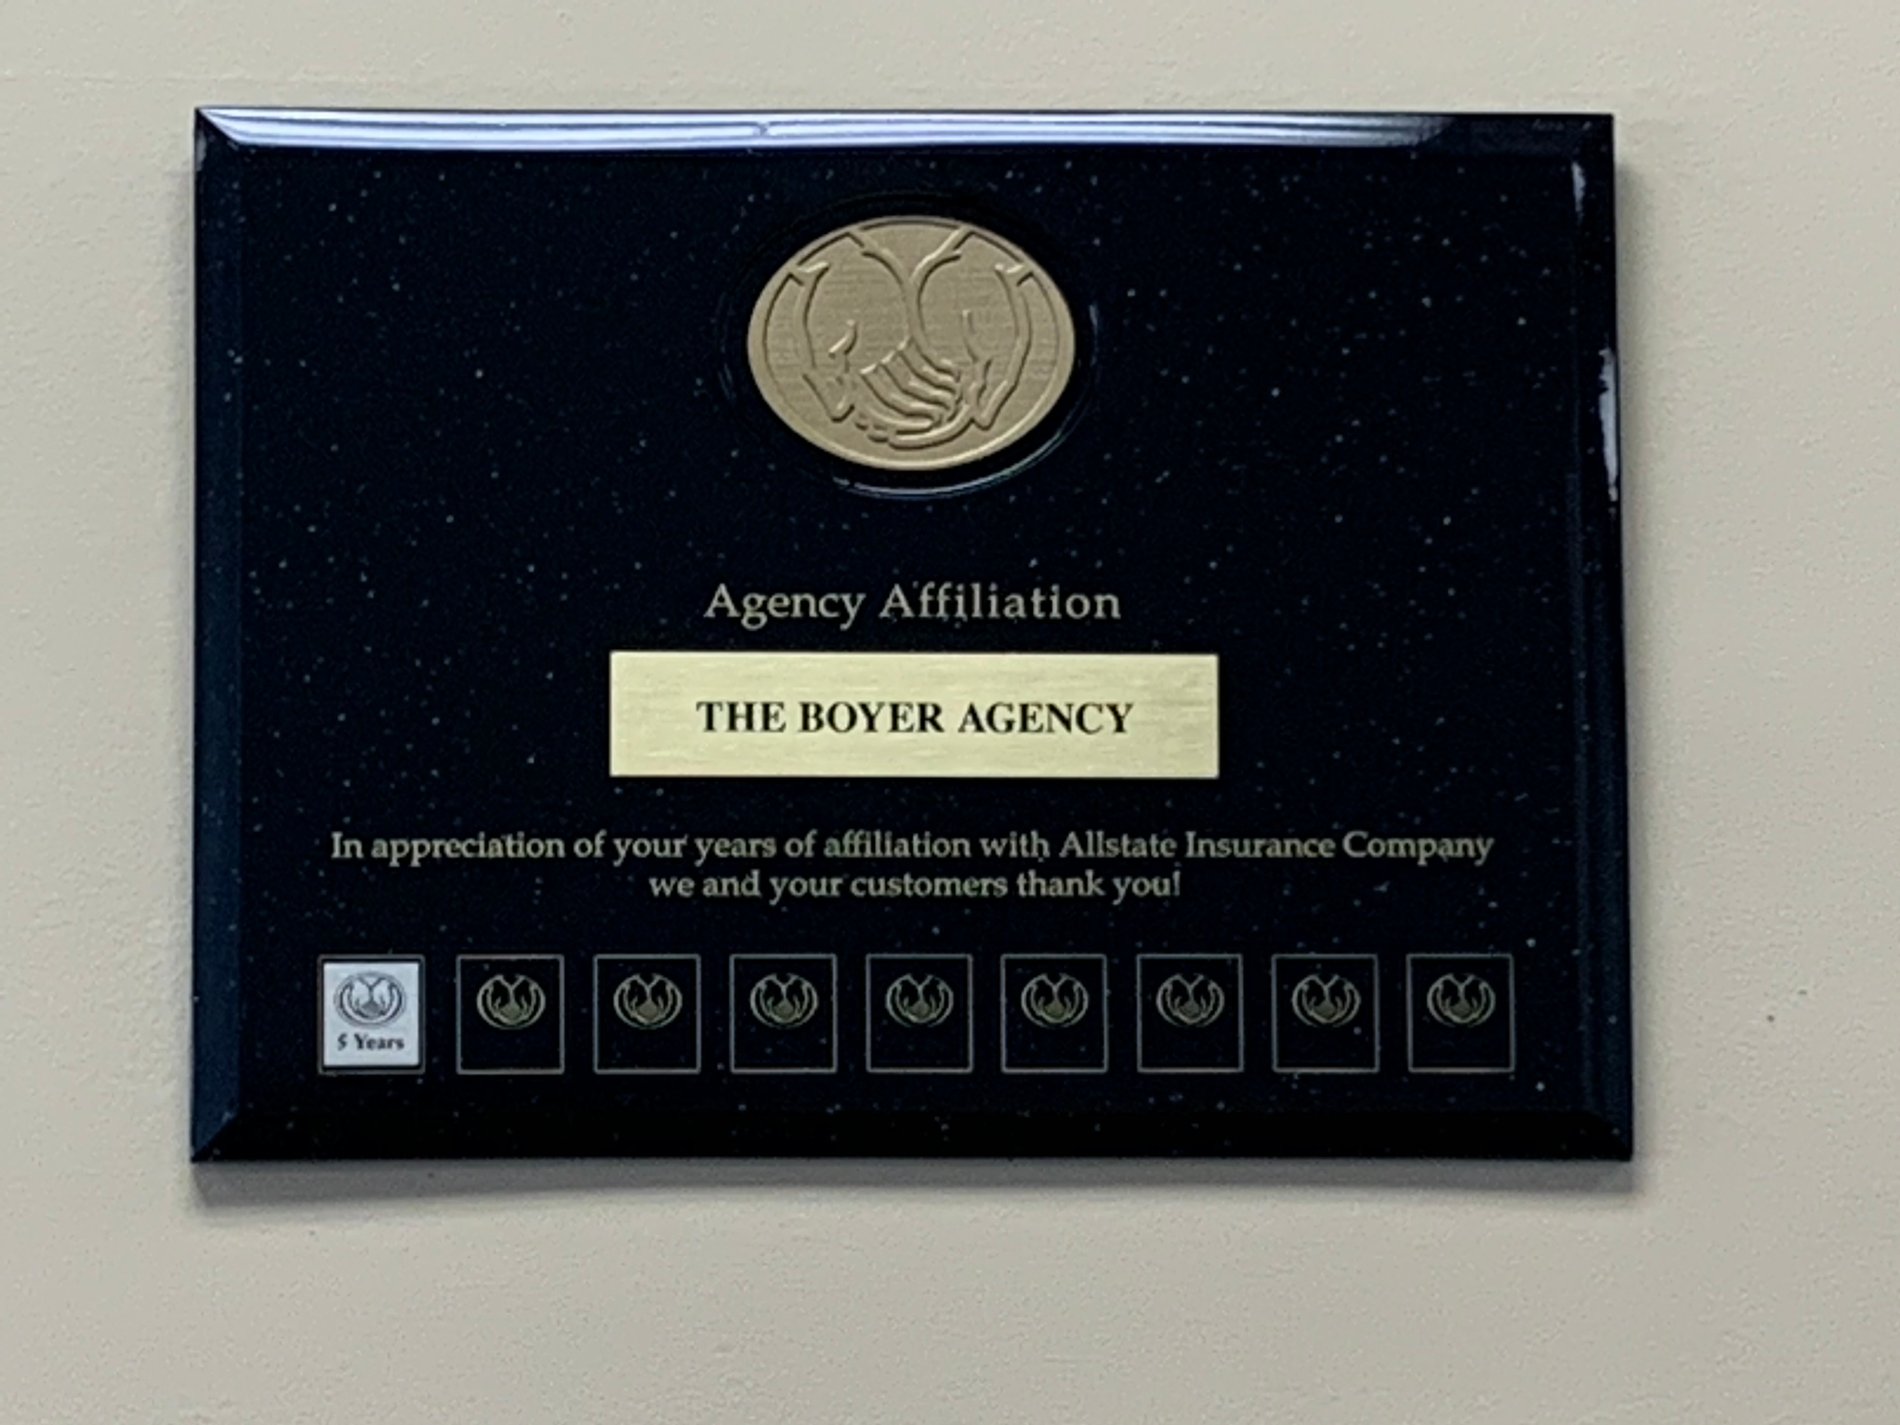 Agency Affiliation
THE BOYER AGENCY
In appreciation of your years of affiliation with Allstate Insurance Company
we and your customers thank you!
5 Years